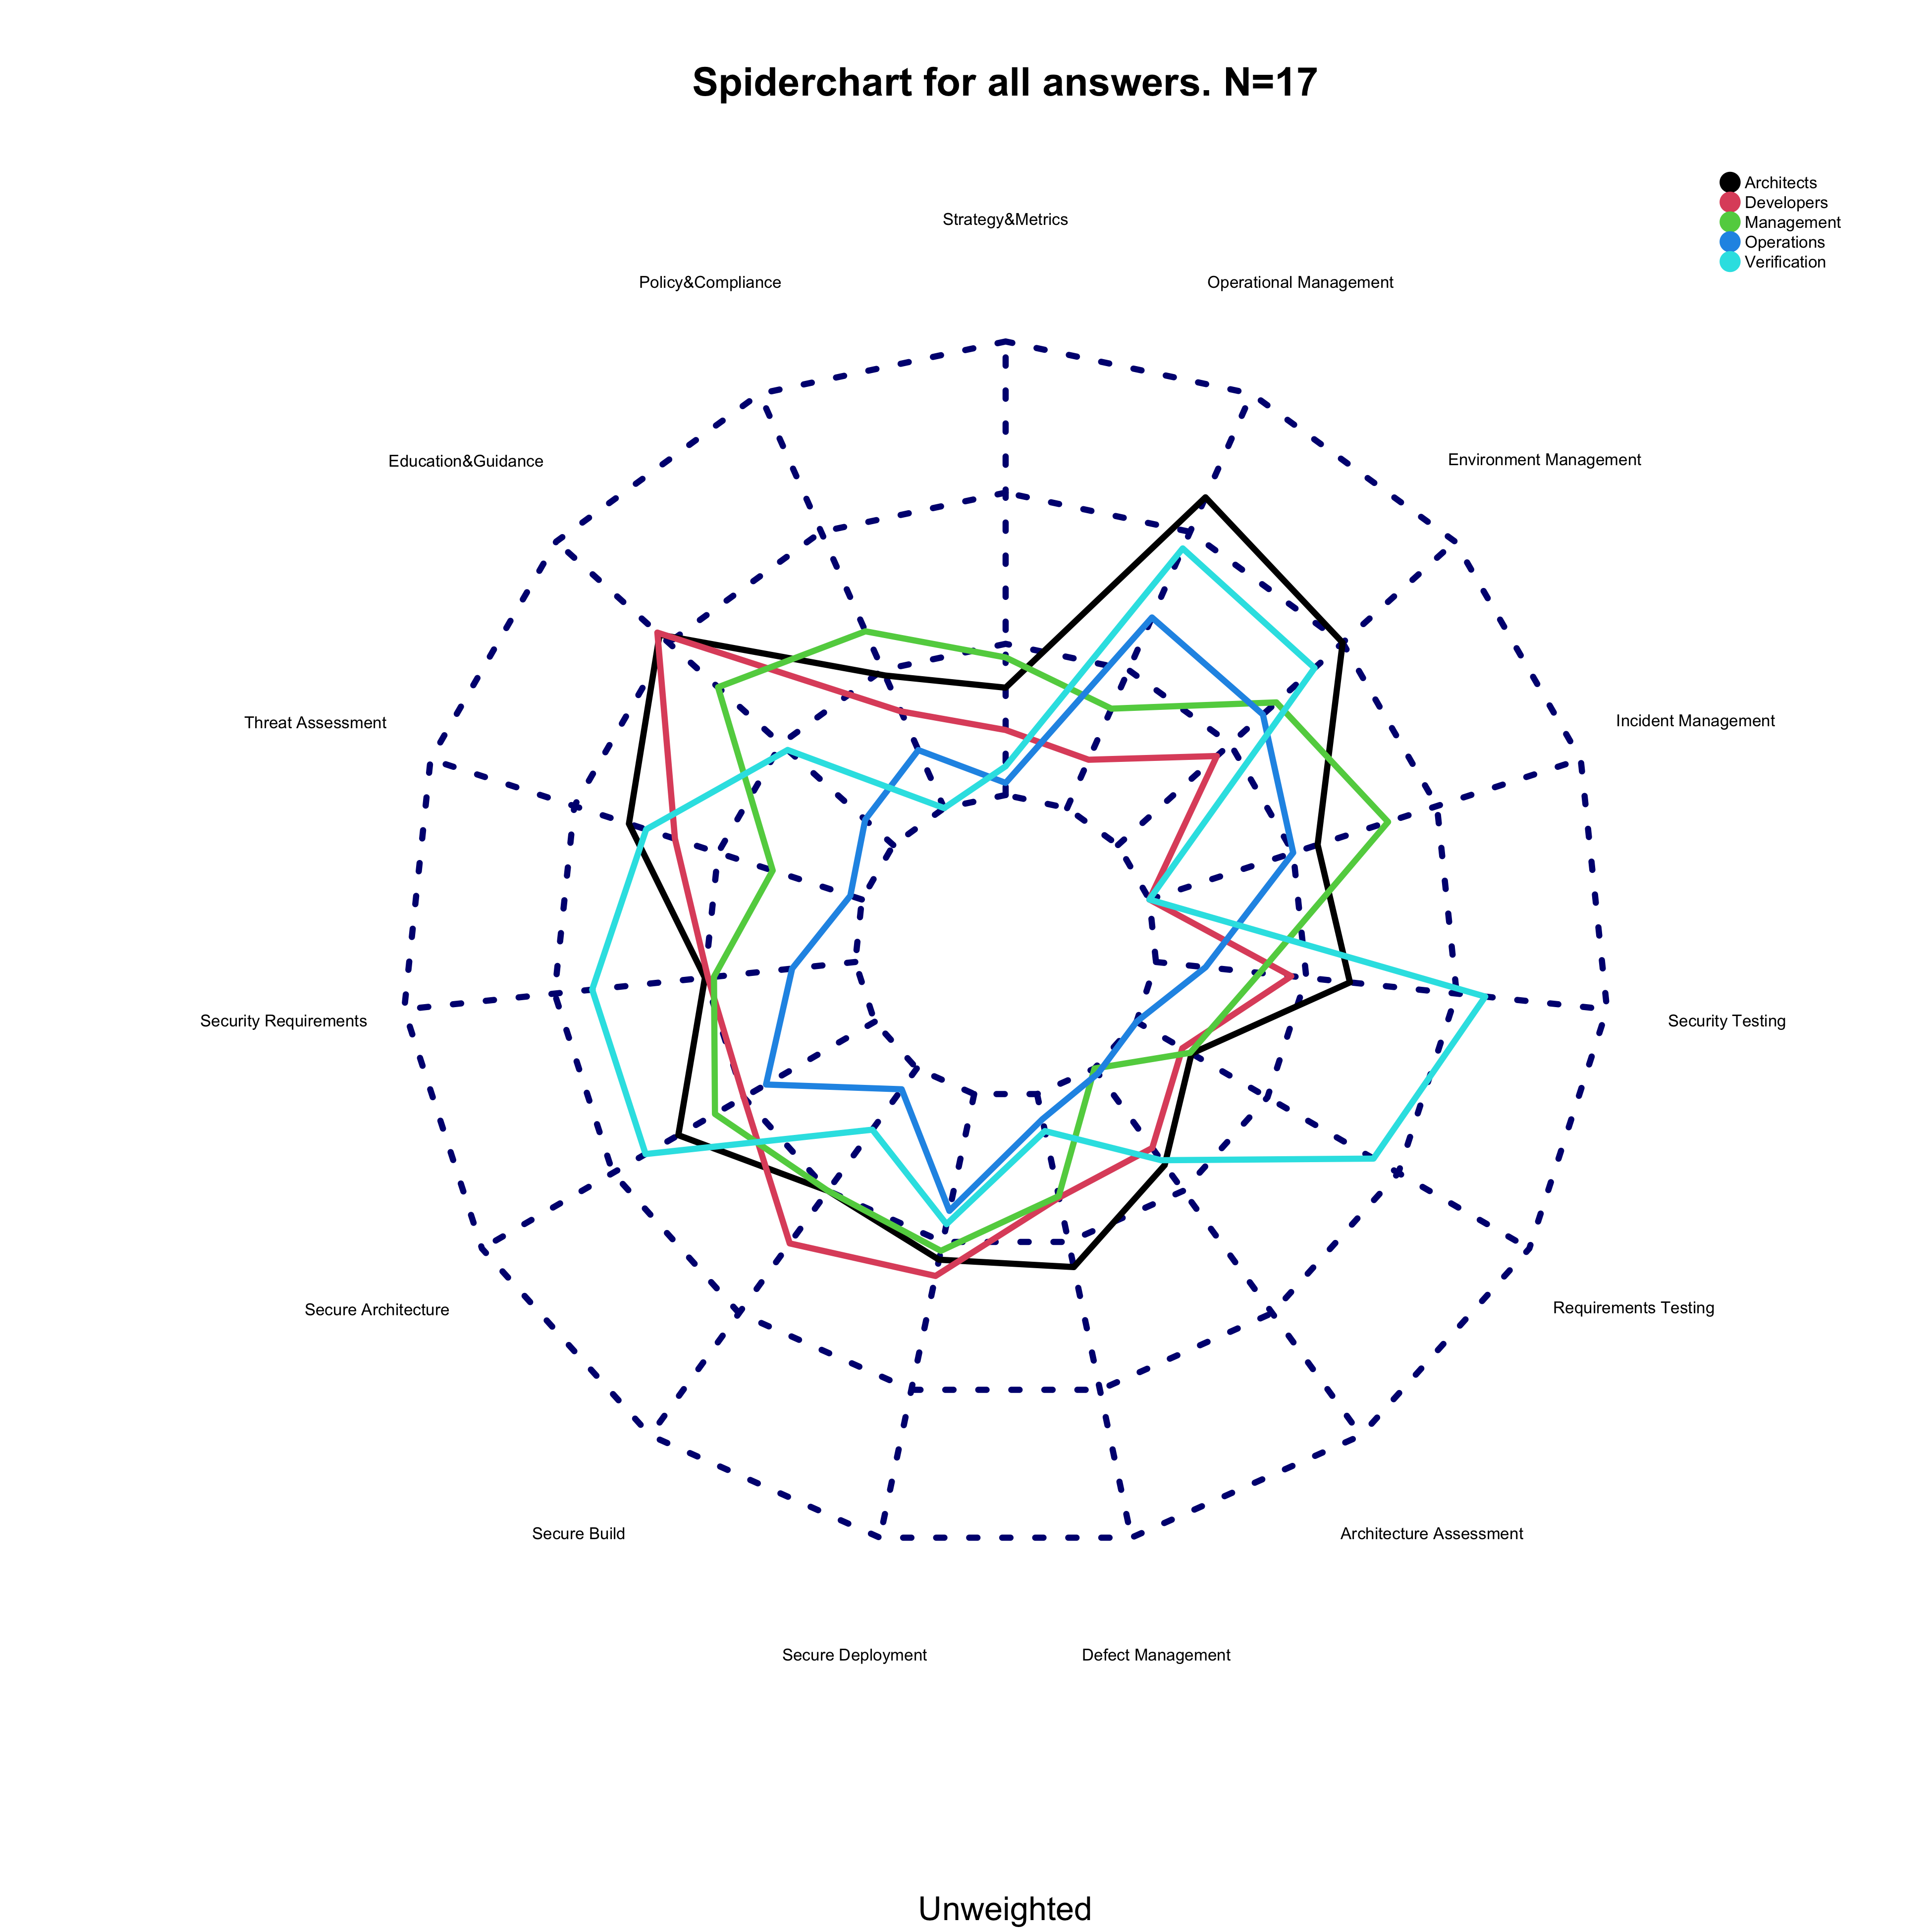 Spiderchart for all answers. N=17
Architects
Developers
Management
Operations
Verification
Strategy&Metrics
Policy&Compliance
Operational Management
Education&Guidance
Environment Management
Threat Assessment
Incident Management
Security Requirements
Security Testing
Secure Architecture
Requirements Testing
Secure Build
Architecture Assessment
Secure Deployment
Defect Management
Unweighted